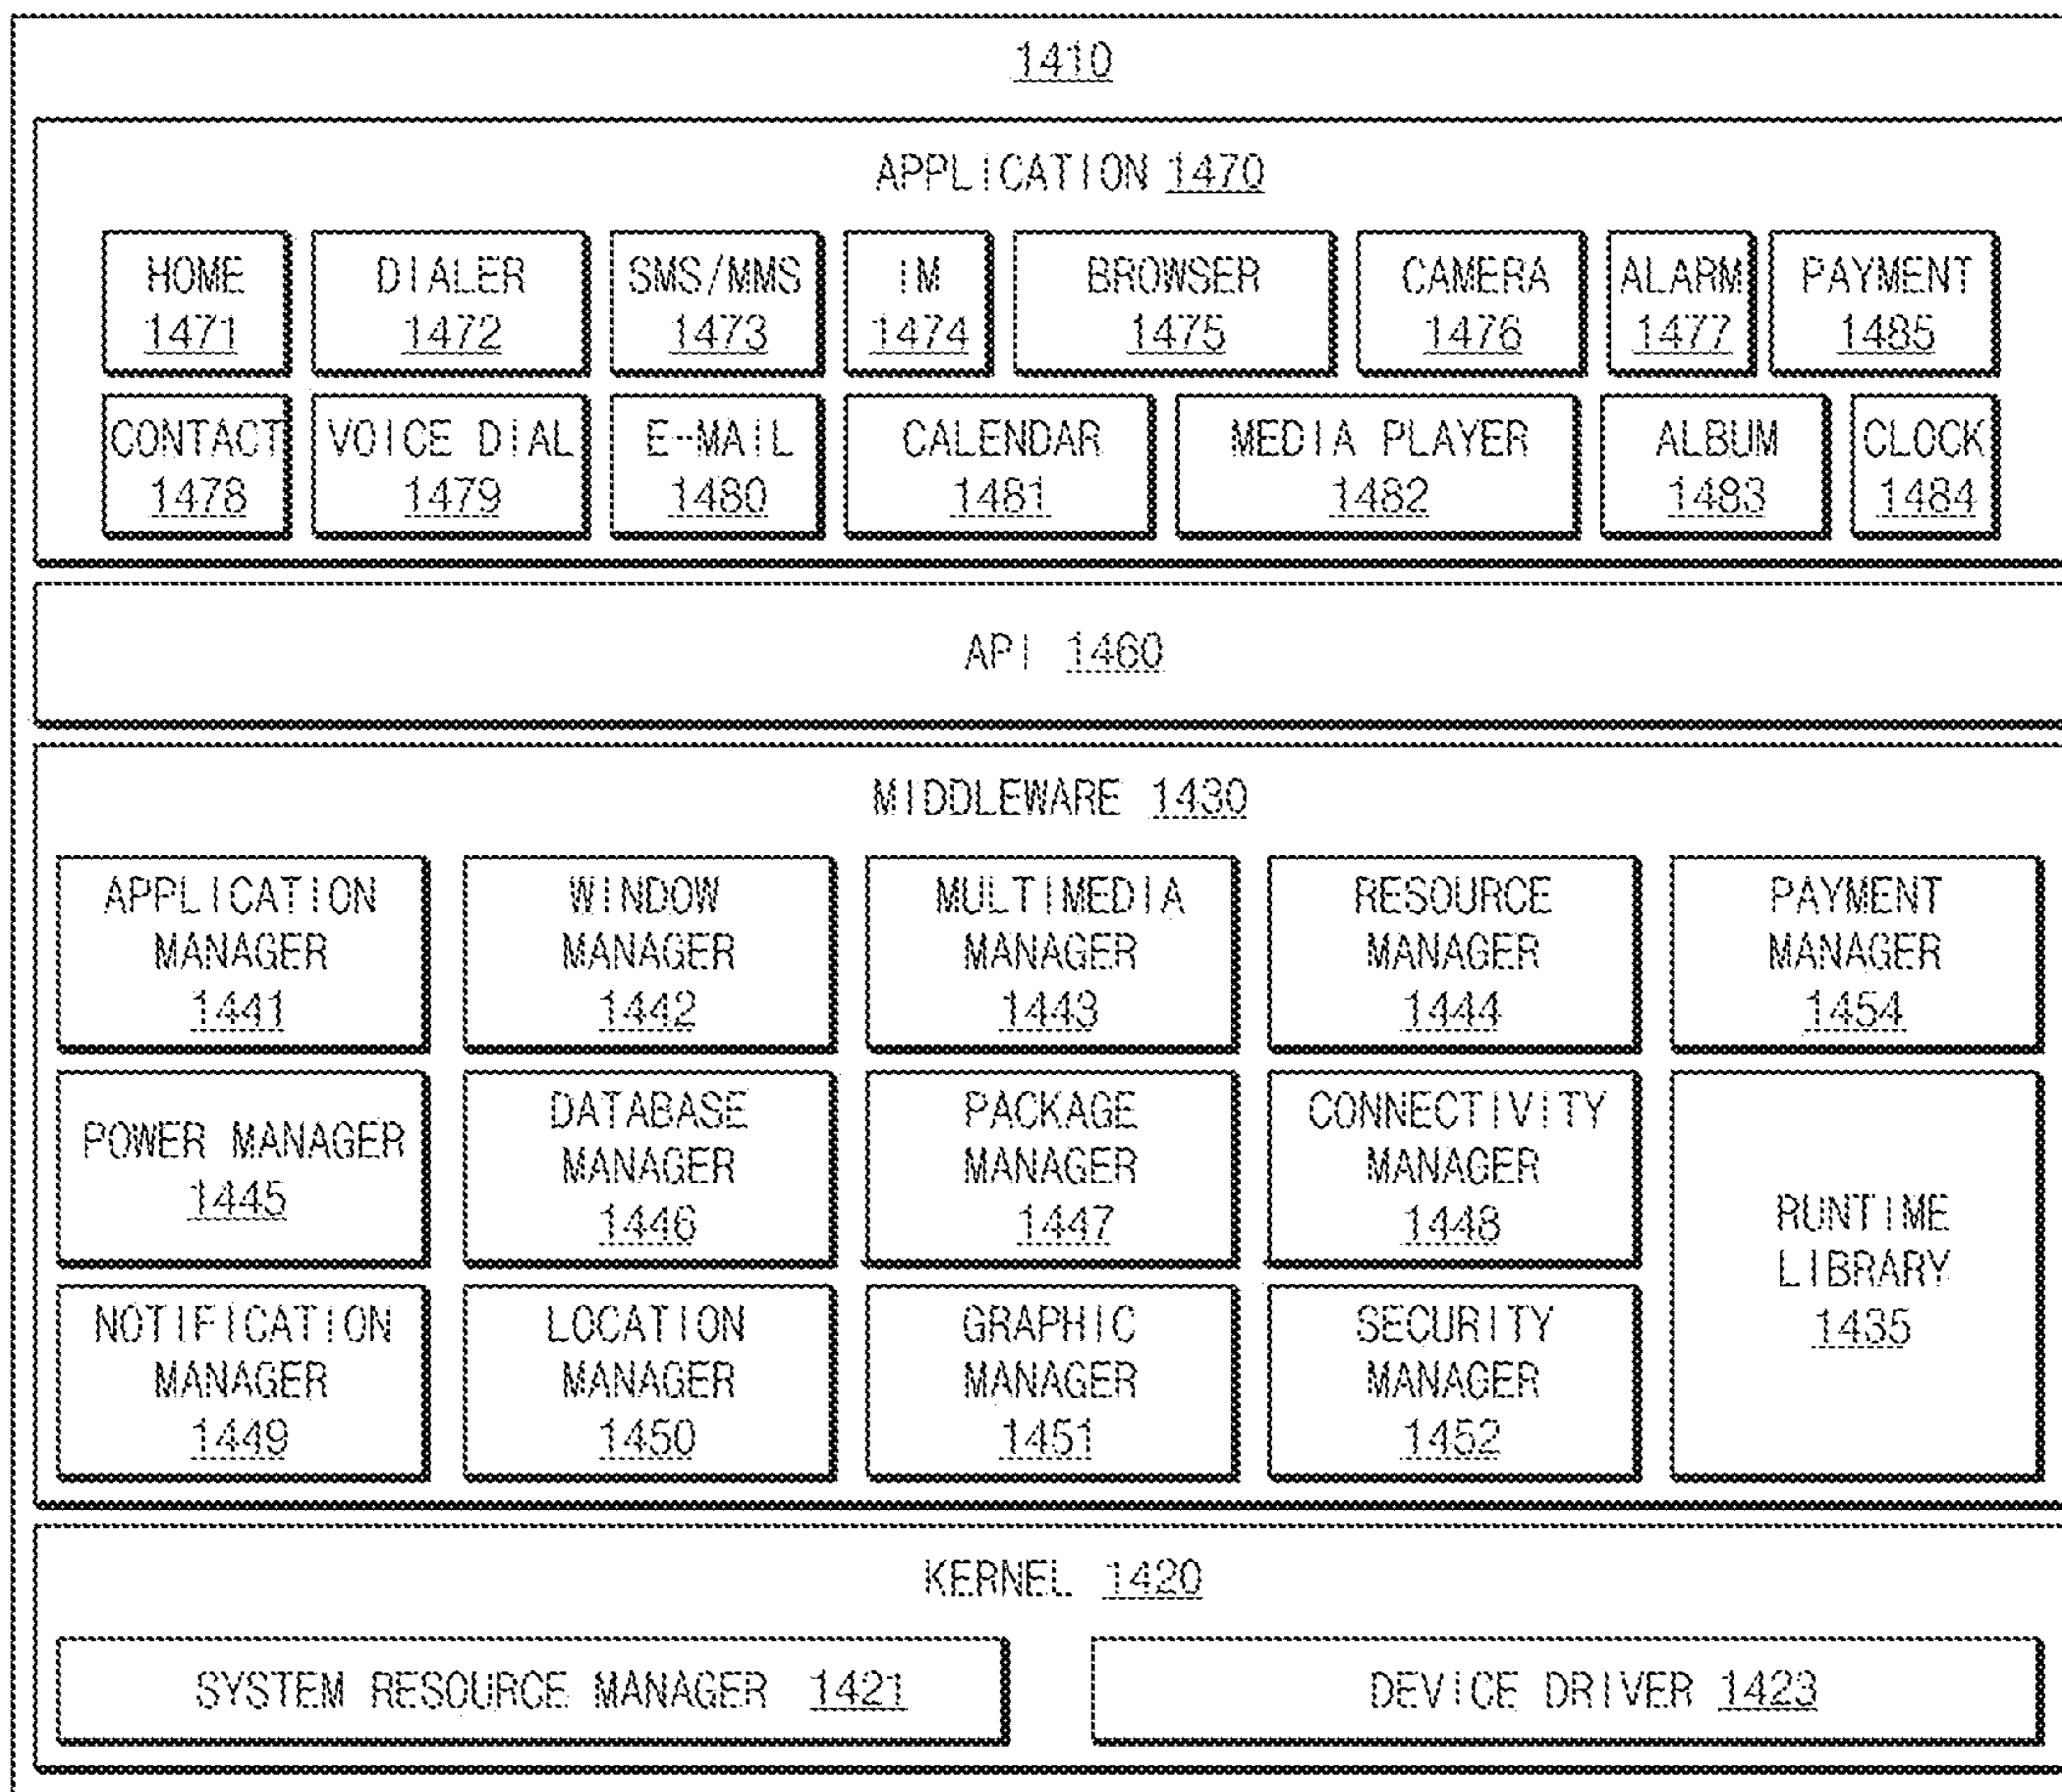 1410
APPLICATION 1470
HOME
1471
DIALER
1472
SMS/MMS
1473
IM
1474
BROWSER
1475
CAMERA
1476
ALARM
1477
PAYMENT
1485
CONTACT
1478
VOICE DIAL
1479
E-MAIL
1480
CALENDAR
1481
MEDIA PLAYER
1482
ALBUM
1483
CLOCK
1484
API 1460
MIDDLEWARE 1430
APPLICATION
MANAGER
1441
WINDOW
MANAGER
1442
MULTIMEDIA
MANAGER
1443
RESOURCE
MANAGER
1444
PAYMENT
MANAGER
1454
POWER MANAGER
1445
DATABASE
MANAGER
1446
PACKAGE
MANAGER
1447
CONNECTIVITY
MANAGER
1448
RUNTIME
LIBRARY
1435
NOTIFICATION
MANAGER
1449
LOCATION
MANAGER
1450
GRAPHIC
MANAGER
1451
SECURITY
MANAGER
1452
KERNEL 1420
SYSTEM RESOURCE MANAGER 1421
DEVICE DRIVER 1423